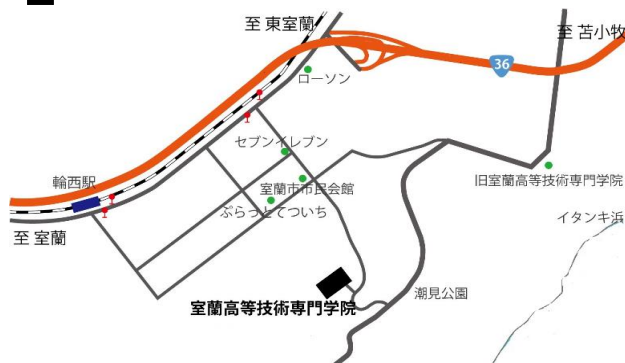 至 東室蘭
至 苫小牧
36
ローソン
セブンイレブン
輪西駅
室蘭市市民会館
旧室蘭高等技術専門学院
ぷらっとてついち
イタンキ浜
至 室蘭
潮見公園
室蘭高等技術専門学院